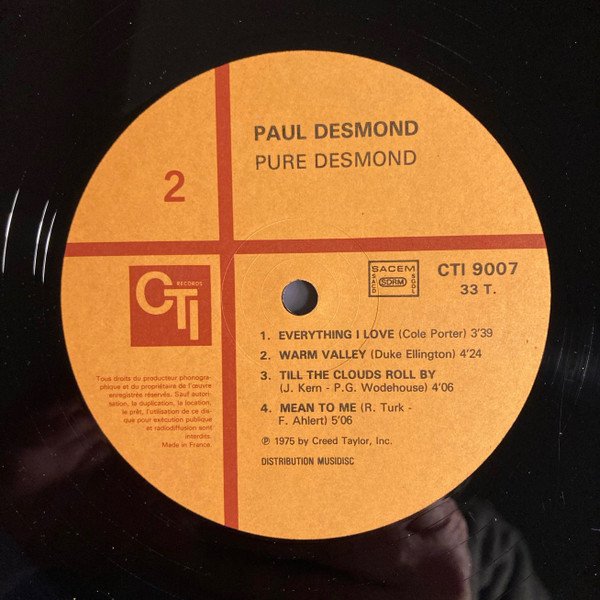 PAUL DESMOND
PURE DESMOND
2
CTI
RECORDS
SACEM
SACD SDRM SGDL
CTI 9007
33 T.
1. EVERYTHING I LOVE (Cole Porter) 3'39
2. WARM VALLEY (Duke Ellington) 4'24
3. TILL THE CLOUDS ROLL BY
(J. Kern - P.G. Wodehouse) 4'06
4. MEAN TO ME (R. Turk -
F. Ahlert) 5'06
℗ 1975 by Creed Taylor, Inc.
DISTRIBUTION MUSIDISC
Tous droits du producteur phonogra-
phique et du propriétaire de l'œuvre
enregistrée réservés. Sauf autori-
sation, la duplication, la location,
le prêt, l'utilisation de ce dis-
que pour exécution publique
et radiodiffusion sont
interdits.
Made in France.